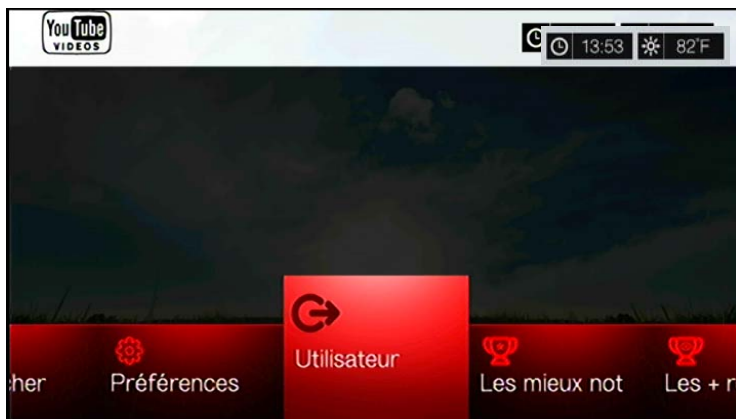 You Tube
VIDEOS
13:53 82°F
Utilisateur
cher Préférences Les mieux not Les + r